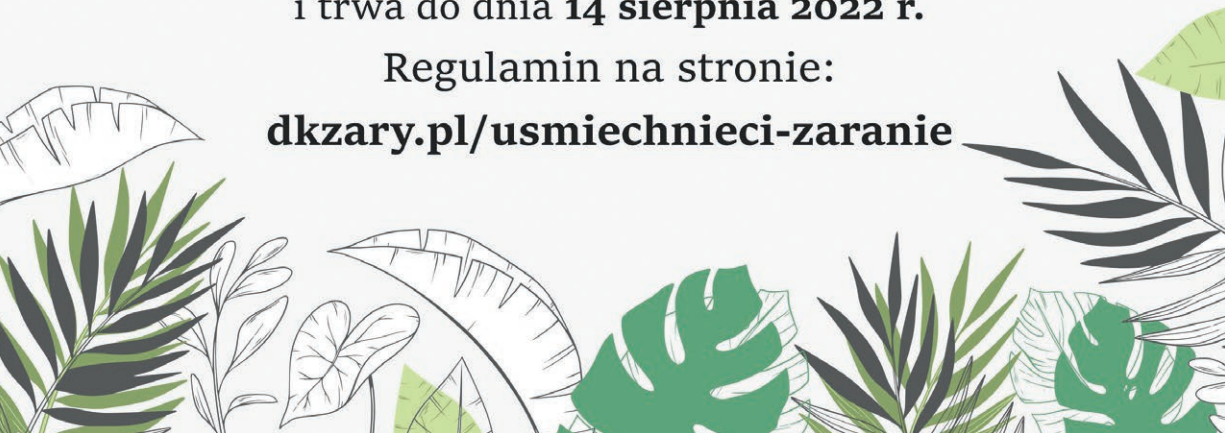 i trwa do dnia 14 sierpnia 2022 r.
Regulamin na stronie:
dkzary.pl/usmiechnieci-zaranie